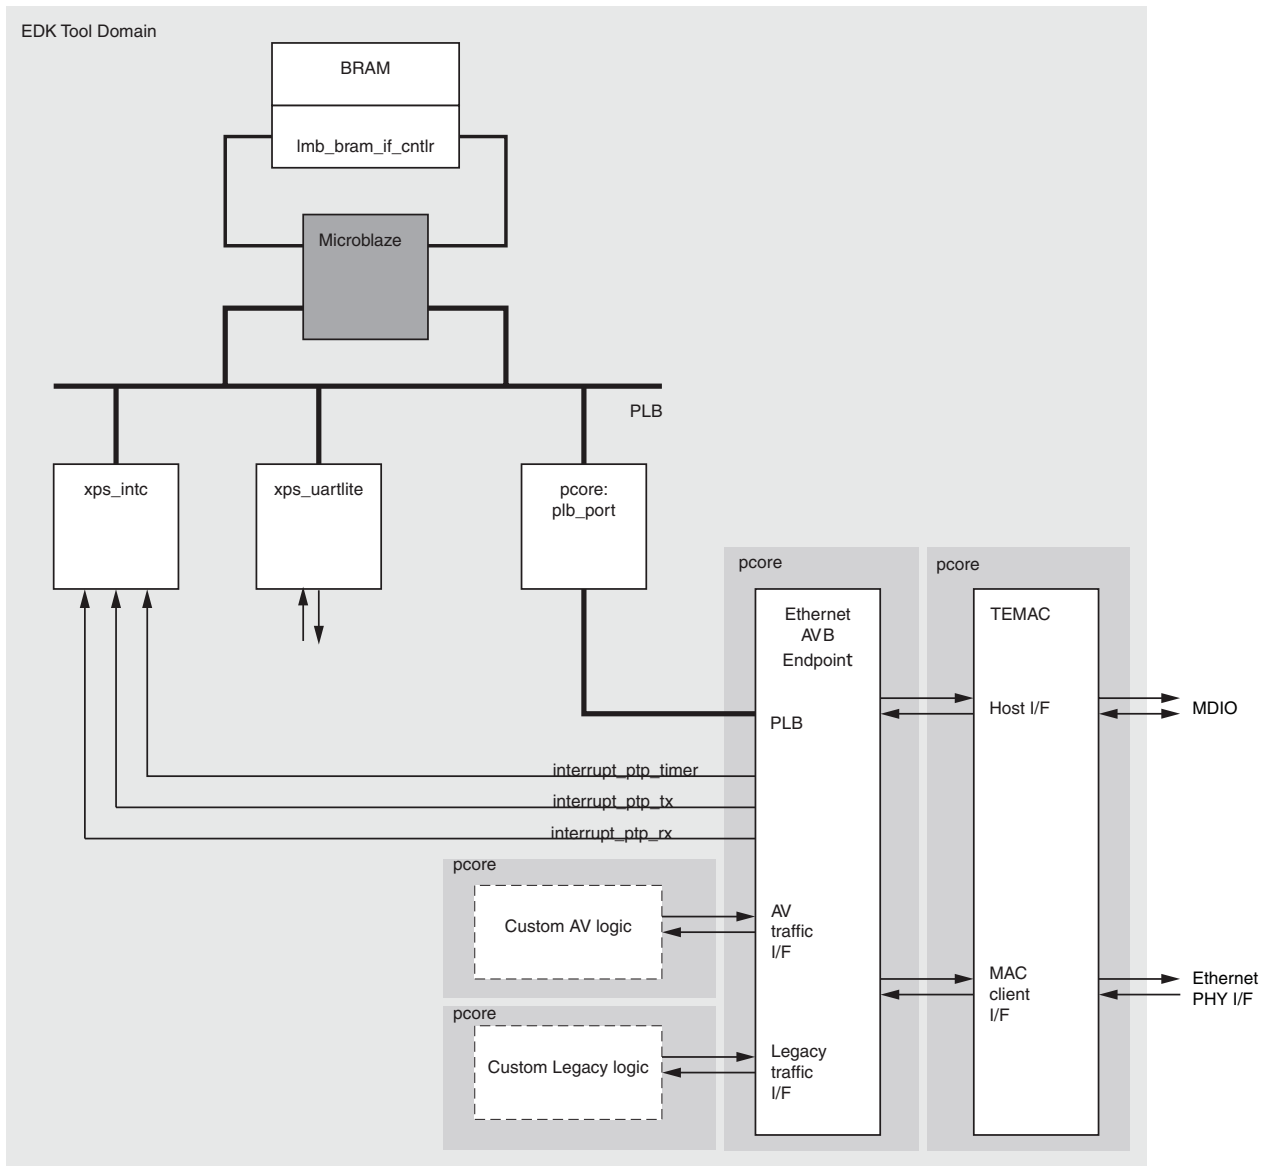 EDK Tool Domain
BRAM
lmb_bram_if_cntlr
Microblaze
PLB
xps_intc
xps_uartlite
pcore:
plb_port
pcore
pcore
Ethernet
AVB
Endpoint
TEMAC
PLB
Host I/F
MDIO
interrupt_ptp_timer
interrupt_ptp_tx
interrupt_ptp_rx
pcore
Custom AV logic
AV
traffic
I/F
MAC
client
I/F
Ethernet
PHY I/F
pcore
Custom Legacy logic
Legacy
traffic
I/F